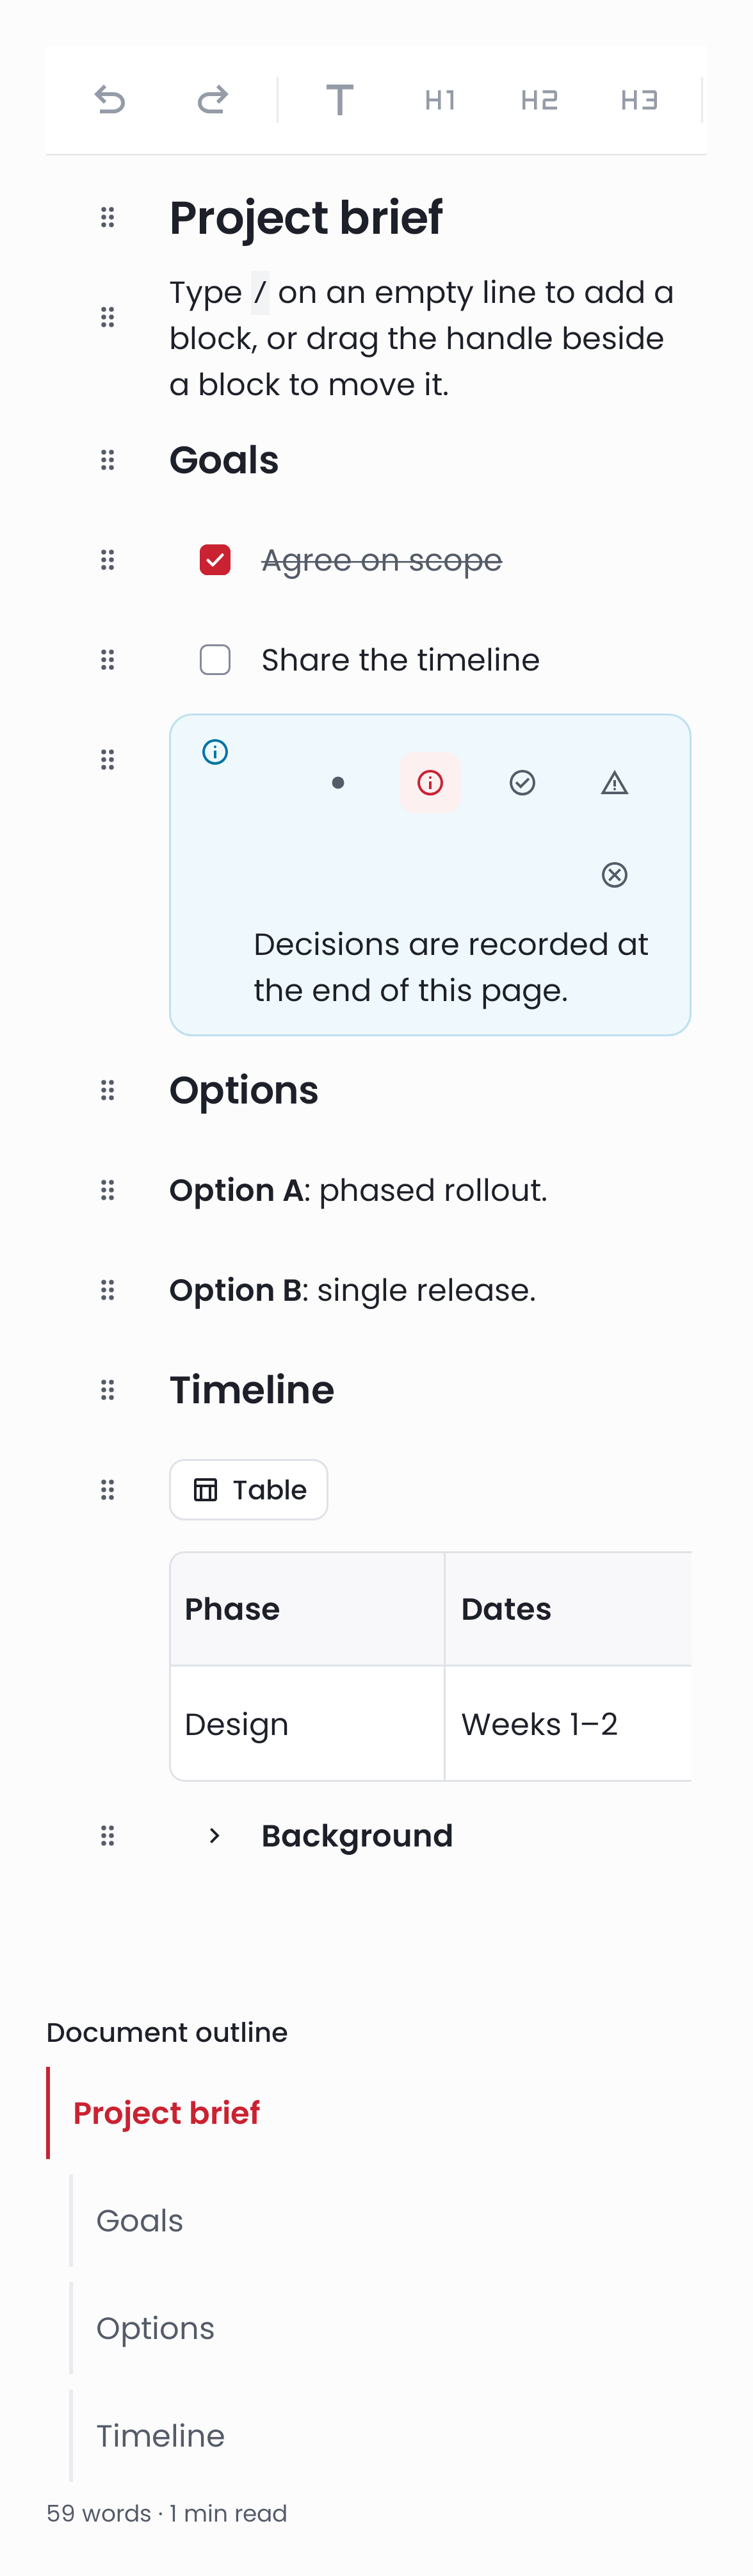 T H1 H2 H3
Project brief
Type / on an empty line to add a
block, or drag the handle beside
a block to move it.
Goals
Agree on scope
Share the timeline
Decisions are recorded at
the end of this page.
Options
Option A: phased rollout.
Option B: single release.
Timeline
Table
Phase Dates
Design Weeks 1–2
Background
Document outline
Project brief
Goals
Options
Timeline
59 words · 1 min read